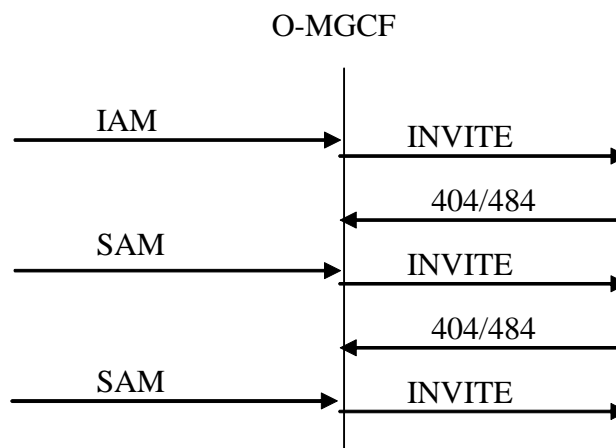 O-MGCF
IAM
INVITE
404/484
SAM
INVITE
404/484
SAM
INVITE